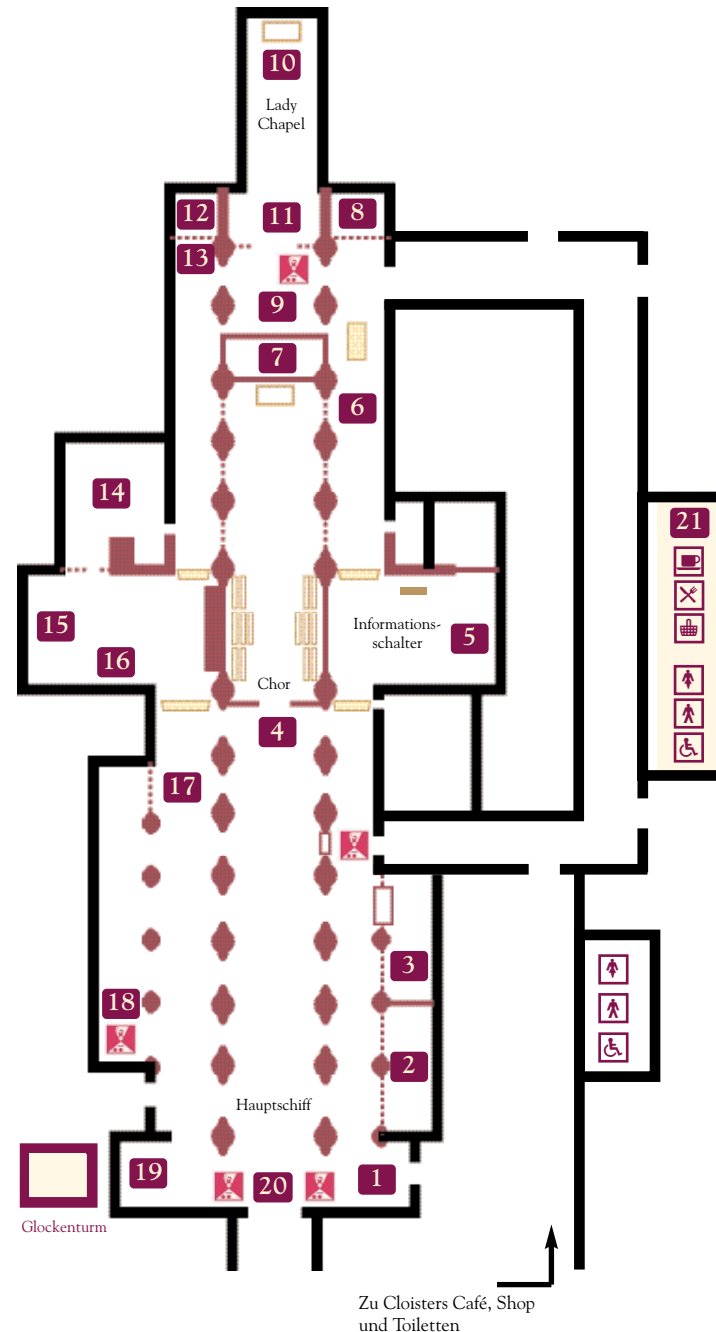 10
Lady
Chapel
12
11
8
13
9
7
6
14
21
15
Informations-
schalter
5
16
Chor
4
17
3
18
2
Hauptschiff
19
20
1
Glockenturm
Zu Cloisters Café, Shop
und Toiletten